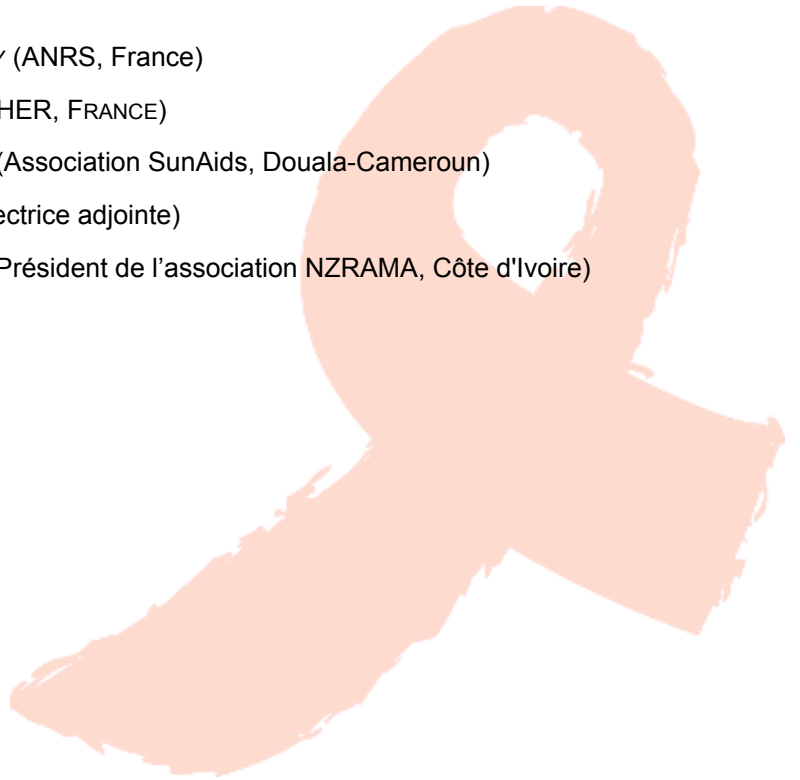 (ANRS, France)
HER, FRANCE)
(Association SunAids, Douala-Cameroun)
ectrice adjointe)
Président de l’association NZRAMA, Côte d'Ivoire)